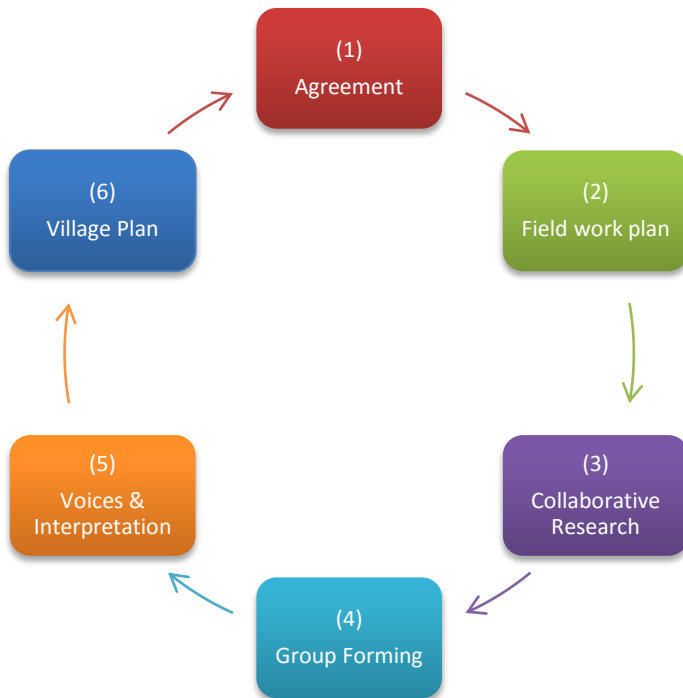 (1)
Agreement
(2)
Field work plan
(3)
Collaborative
Research
(4)
Group Forming
(5)
Voices &
Interpretation
(6)
Village Plan